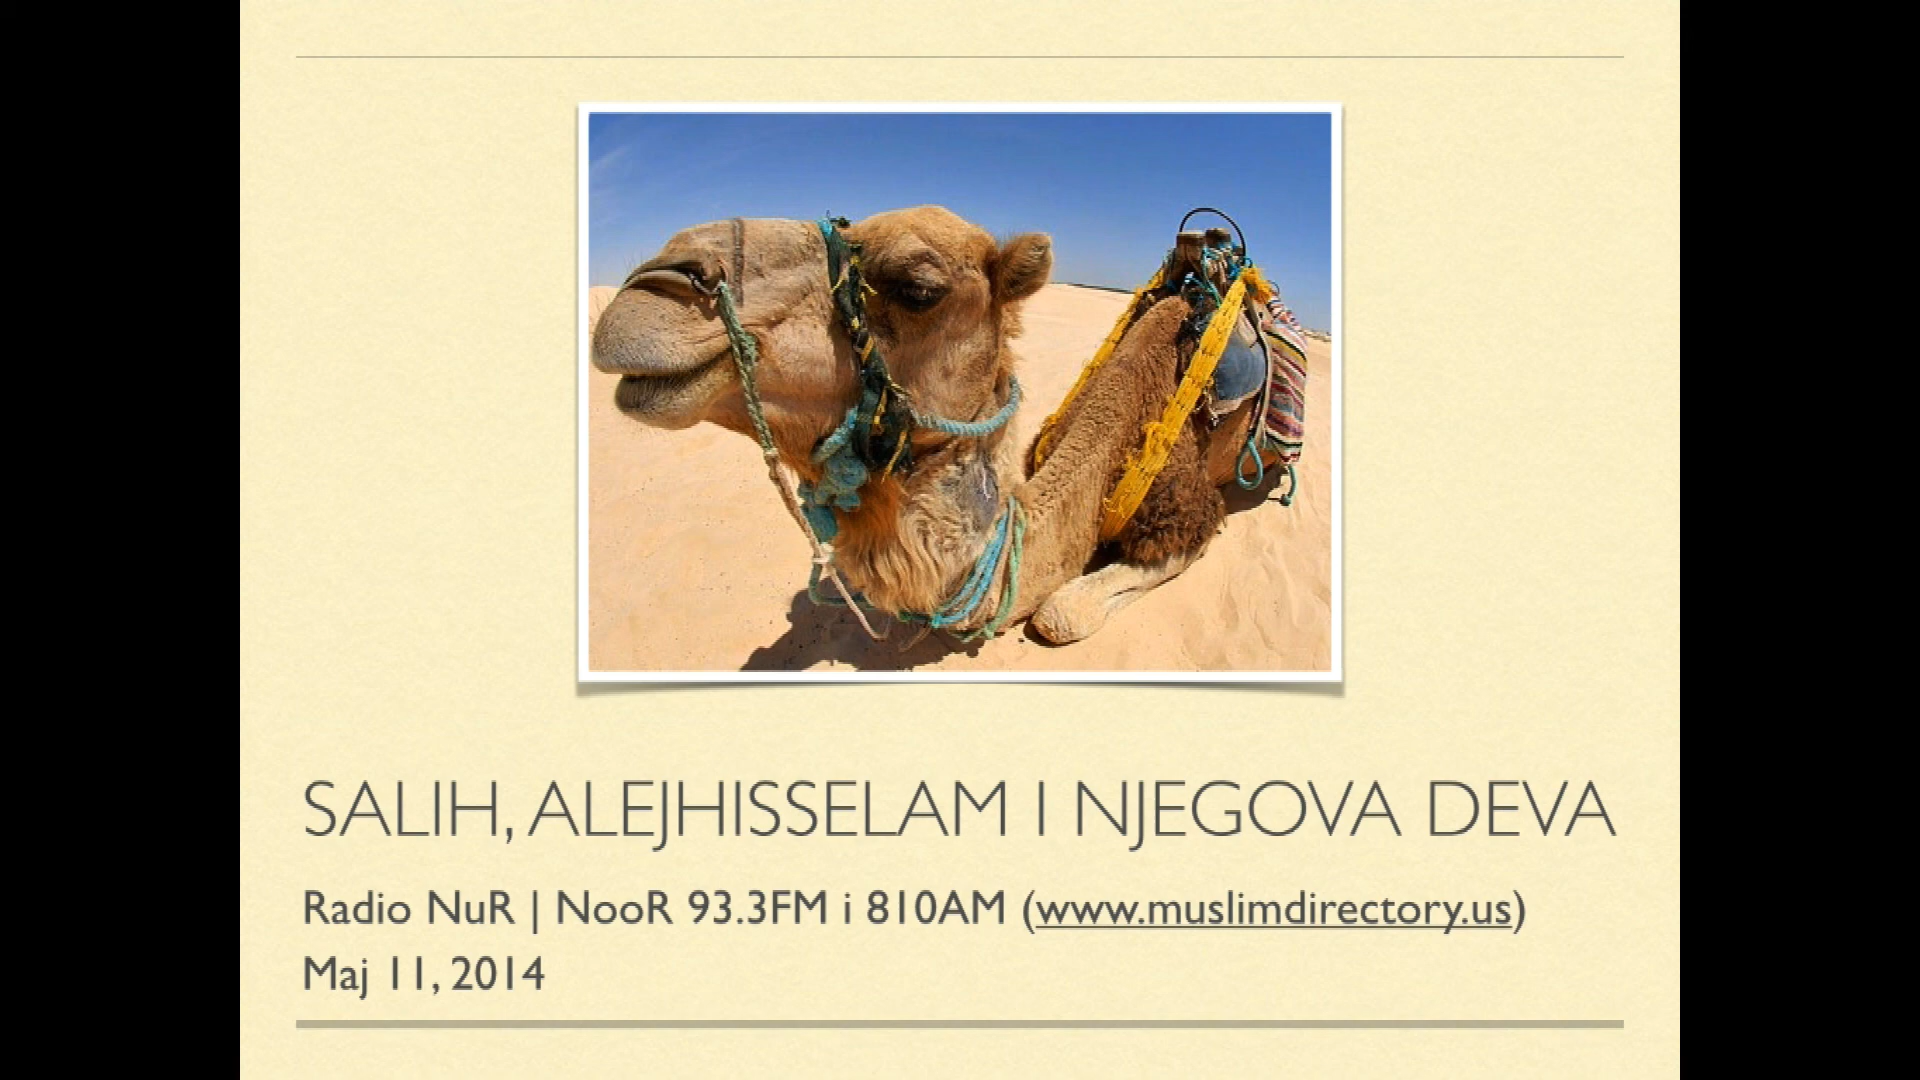 SALIH, ALEJHISSELAM I NJEGOVA DEVA
Radio NuR | NooR 93.3FM i 810AM (www.muslimdirectory.us)
Maj 11, 2014